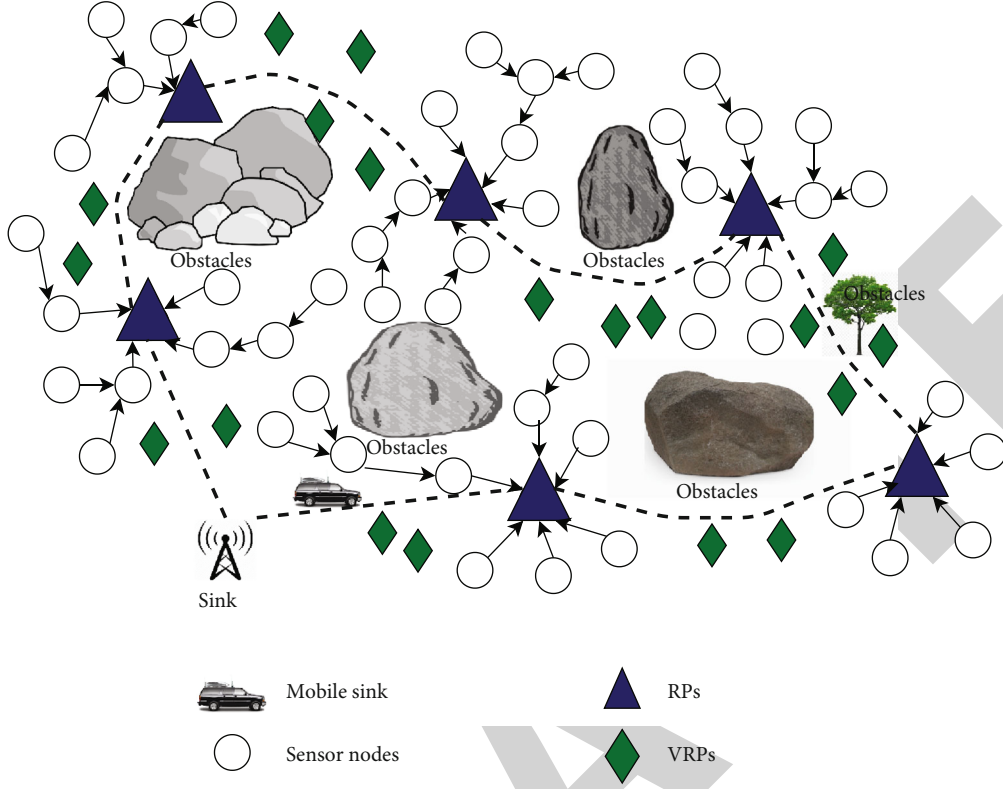 Obstacles
Obstacles
Obstacles
Obstacles
Obstacles
Sink
Mobile sink
RPs
Sensor nodes
VRPs